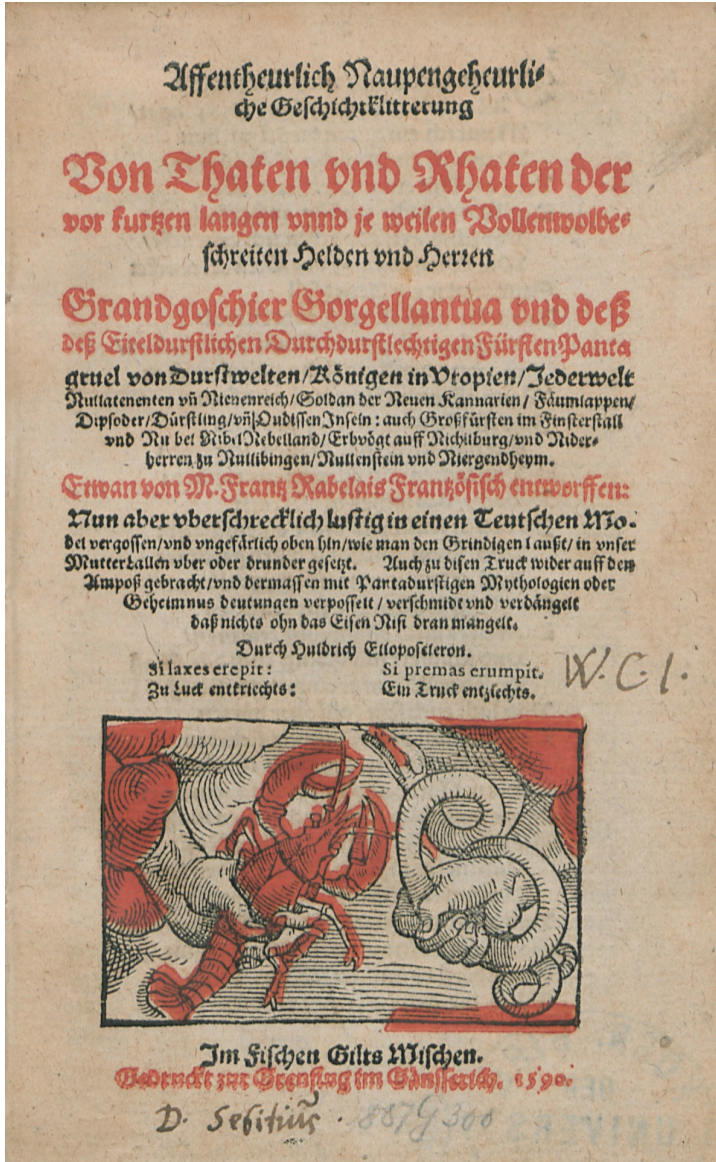 Affentheurlich Naupengeheurli-
che Geschichtklitterung
Von Thaten vnd Rhaten der
vor kurtzen langen vnnd je weilen Vollenwolbe-
schreiten Helden vnd Herren
Grandgoschier Gorgellantua vnd deß
deß Eiteldurstlichen Durchdurstlechtigen Fürsten Panta
gruel von Durstwelten/Königen in Vtopien/Jederwelt
Nullatenenten vñ Nienenreich/Soldan der Neuen Kannarien/ Fäumlappen/
Dipsoder/Dürstling/vñ Oudissen Inseln: auch Großfürsten im Finsterstall
vnd Nu bel Nibel Nebelland/Erbvögt auff Nichilburg/vnd Nider-
herren zu Nullibingen/Nullenstein vnd Niergendheym.
Etwan von M. Frantz Rabelais Frantzösisch entworffen:
Nun aber vberschrecklich lustig in einen Teutschen Mo-
del vergossen/vnd vngefärlich oben hin/wie man den Grindigen laußt/in vnser
Mutterlallen vber oder drunder gesetzt. Auch zu disen Truck wider auff den
Ampoß gebracht/vnd dermassen mit Pantadurstigen Mythologien oder
Geheimnus deutungen verposselt/verschmidt vnd verdängelt
daß nichts ohn das Eisen Nisi dran mangelt.
Durch Huldrich Elloposcleron.
Si laxes erepit: Si premas erumpit.
Zu Luck entkriechts: Ein Truck entzlechts.
W. C. I.
Im Fischen Gilts Mischen.
Gedruckt zur Grenflug im Gänsserich. 1590.
D. Sebitius. 887G 300